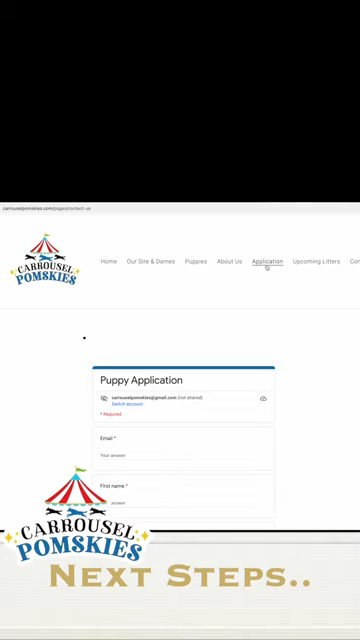 carrouselpomskies.com/pages/contact-us
CARROUSEL
POMSKIES
Home Our Sire & Dames Puppies About Us Application Upcoming Litters Con
Puppy Application
carrouselpomskies@gmail.com (not shared)
Switch account
* Required
Email *
Your answer
First name *
answer
CARROUSEL
POMSKIES
NEXT STEPS..